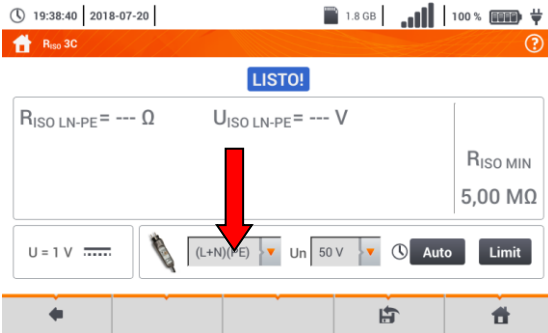 19:38:40 2018-07-20 1.8 GB 100 %
RISO 3C ?
LISTO!
RISO LN-PE= --- Ω UISO LN-PE= --- V
RISO MIN
5,00 MΩ
U = 1 V (L+N)(PE) Un 50 V Auto Limit